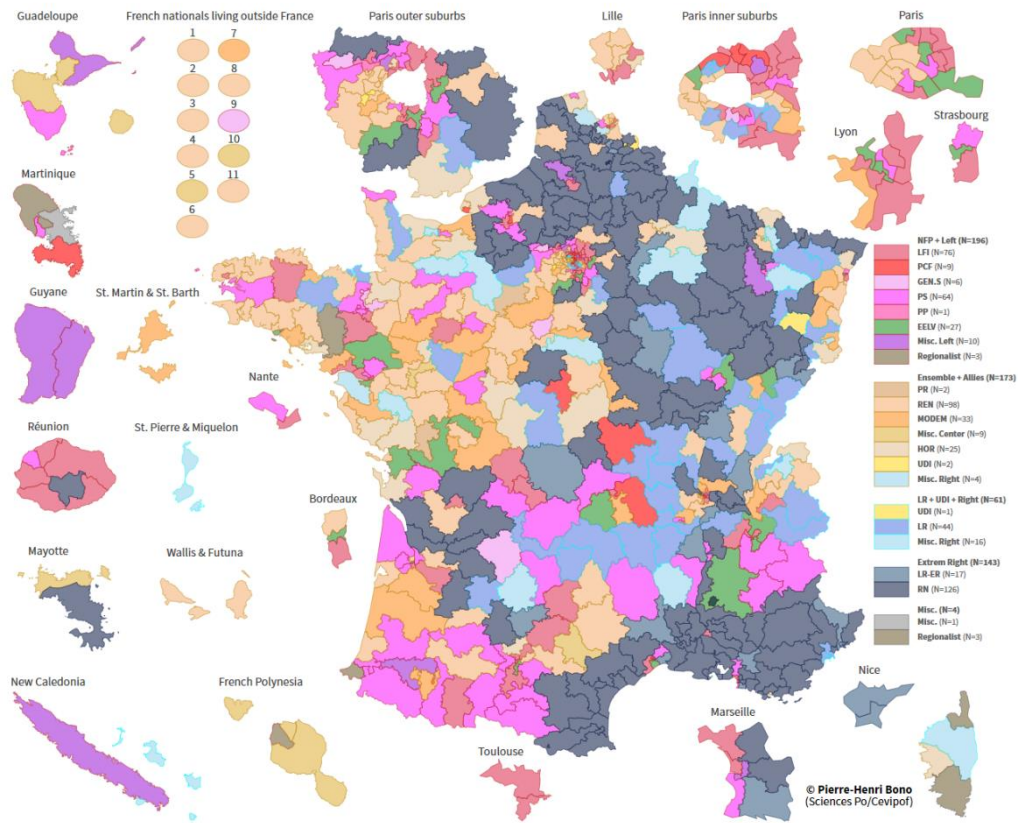 Guadeloupe
French nationals living outside France
Paris outer suburbs
Lille
Paris inner suburbs
Paris
1
7
2
8
3
9
4
10
5
11
6
Martinique
Lyon
Strasbourg
Guyane
St. Martin & St. Barth
Nante
Réunion
St. Pierre & Miquelon
Bordeaux
Mayotte
Wallis & Futuna
New Caledonia
French Polynesia
Toulouse
Marseille
Nice
NFP + Left (N=196)
LFI (N=76)
PCF (N=9)
GEN.S (N=6)
PS (N=64)
PP (N=1)
EELV (N=27)
Misc. Left (N=10)
Regionalist (N=3)
Ensemble + Allies (N=173)
PR (N=2)
REN (N=98)
MODEM (N=33)
Misc. Center (N=9)
HOR (N=25)
UDI (N=2)
Misc. Right (N=4)
LR + UDI + Right (N=61)
UDI (N=1)
LR (N=44)
Misc. Right (N=16)
Extrem Right (N=143)
LR-ER (N=17)
RN (N=126)
Misc. (N=4)
Misc. (N=1)
Regionalist (N=3)
© Pierre-Henri Bono
(Sciences Po/Cevipof)